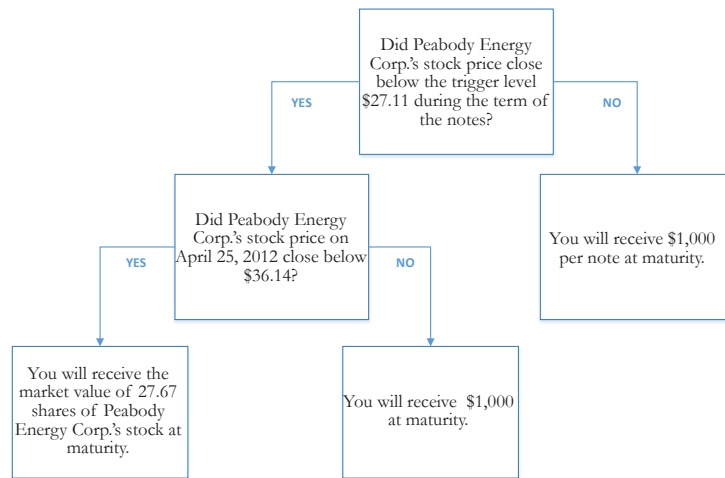 Did Peabody Energy
Corp.'s stock price close
below the trigger level
$27.11 during the term of
the notes?
YES
NO
Did Peabody Energy
Corp.'s stock price on
April 25, 2012 close below
$36.14?
You will receive $1,000
per note at maturity.
YES
NO
You will receive the
market value of 27.67
shares of Peabody
Energy Corp.'s stock at
maturity.
You will receive $1,000
at maturity.